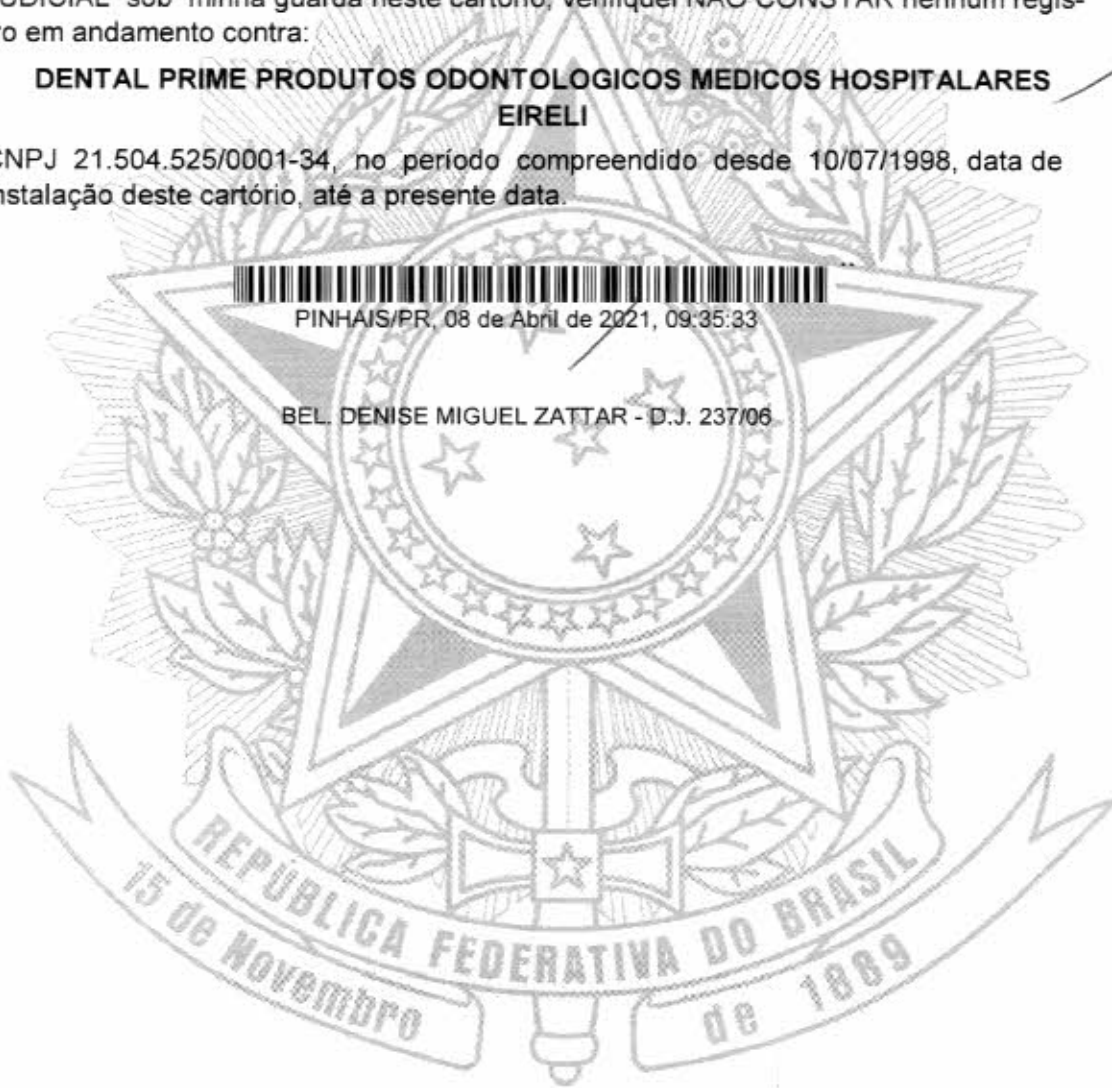 UDICIAL sob minha guarda neste cartório, verifiquei NÃO CONSTAR nenhum regis-
ro em andamento contra:
DENTAL PRIME PRODUTOS ODONTOLOGICOS MEDICOS HOSPITALARES
EIRELI
CNPJ 21.504.525/0001-34, no período compreendido desde 10/07/1998, data de
nstalação deste cartório, até a presente data.
PINHAIS/PR, 08 de Abril de 2021, 09:35:33
BEL. DENISE MIGUEL ZATTAR - D.J. 237/06
REPÚBLICA FEDERATIVA DO BRASIL
15 de Novembro de 1889